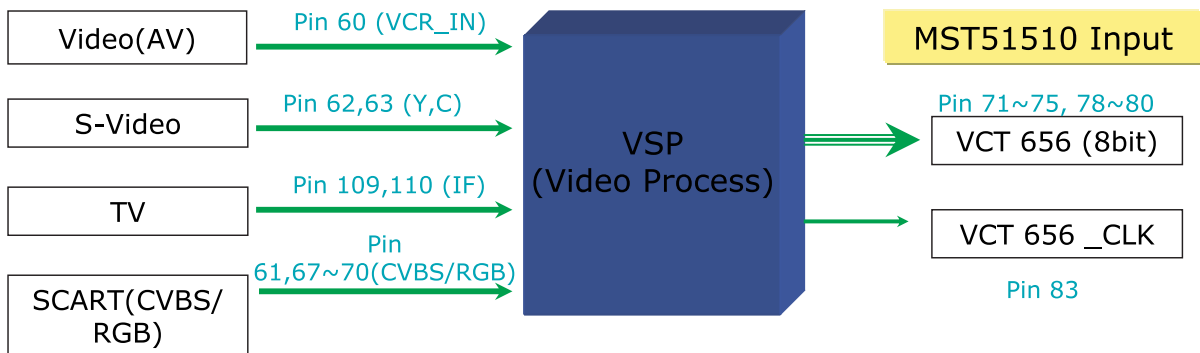 Video(AV)
Pin 60 (VCR_IN)
S-Video
Pin 62,63 (Y,C)
TV
Pin 109,110 (IF)
SCART(CVBS/
RGB)
Pin
61,67~70(CVBS/RGB)
VSP
(Video Process)
MST51510 Input
Pin 71~75, 78~80
VCT 656 (8bit)
VCT 656 _CLK
Pin 83